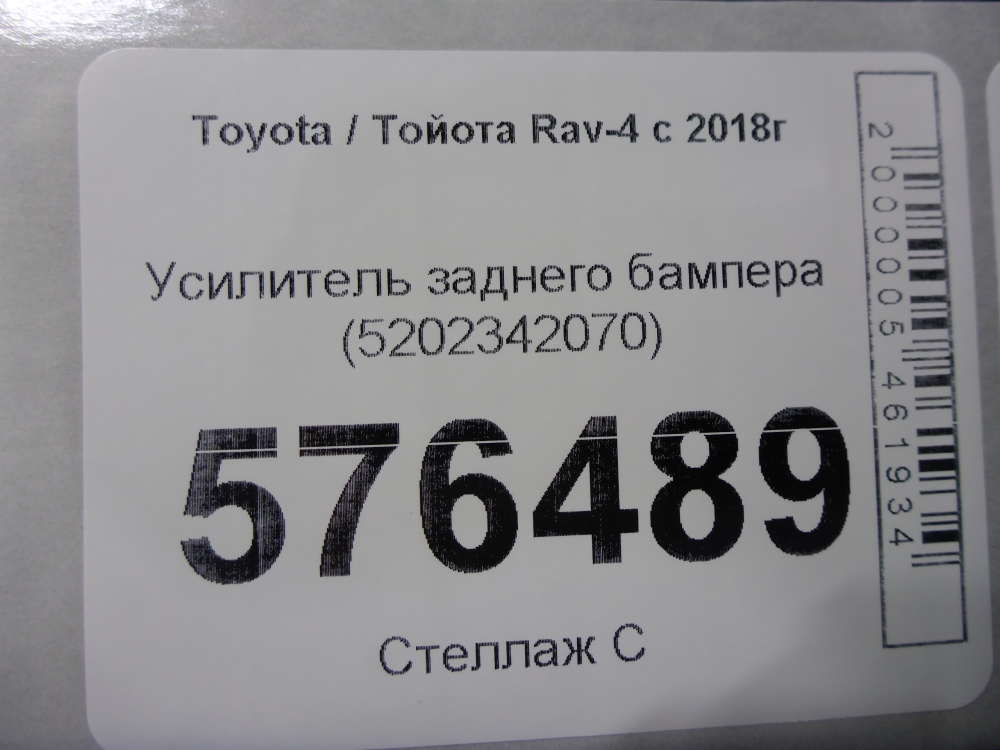 Toyota / Тойота Rav-4 с 2018г
Усилитель заднего бампера
(5202342070)
576489
Стеллаж С
2000005461934